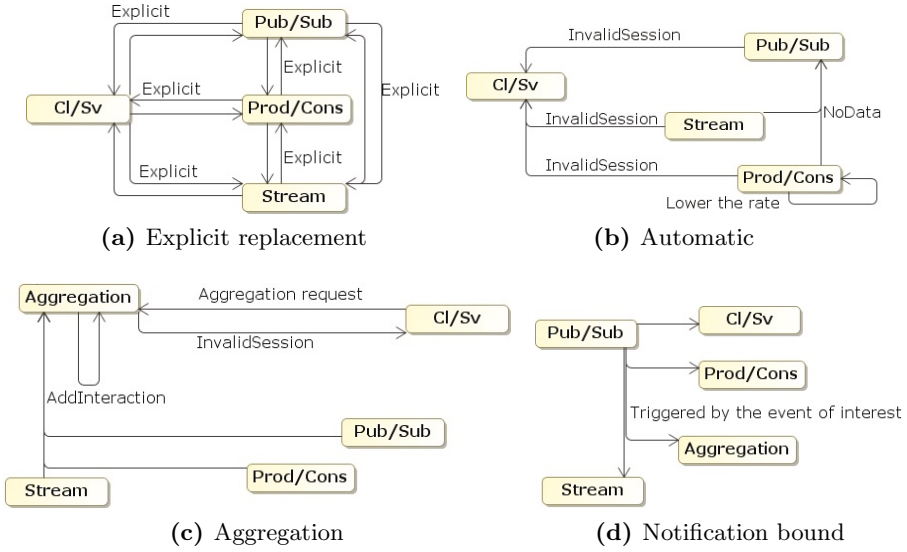 Explicit
Pub/Sub
Explicit
Explicit
Explicit
Cl/Sv
Prod/Cons
Explicit
Explicit
Stream
(a) Explicit replacement
InvalidSession
Pub/Sub
Cl/Sv
InvalidSession
Stream
NoData
InvalidSession
Prod/Cons
Lower the rate
(b) Automatic
Aggregation
Aggregation request
Cl/Sv
InvalidSession
AddInteraction
Pub/Sub
Prod/Cons
Stream
(c) Aggregation
Pub/Sub
Cl/Sv
Prod/Cons
Triggered by the event of interest
Aggregation
Stream
(d) Notification bound